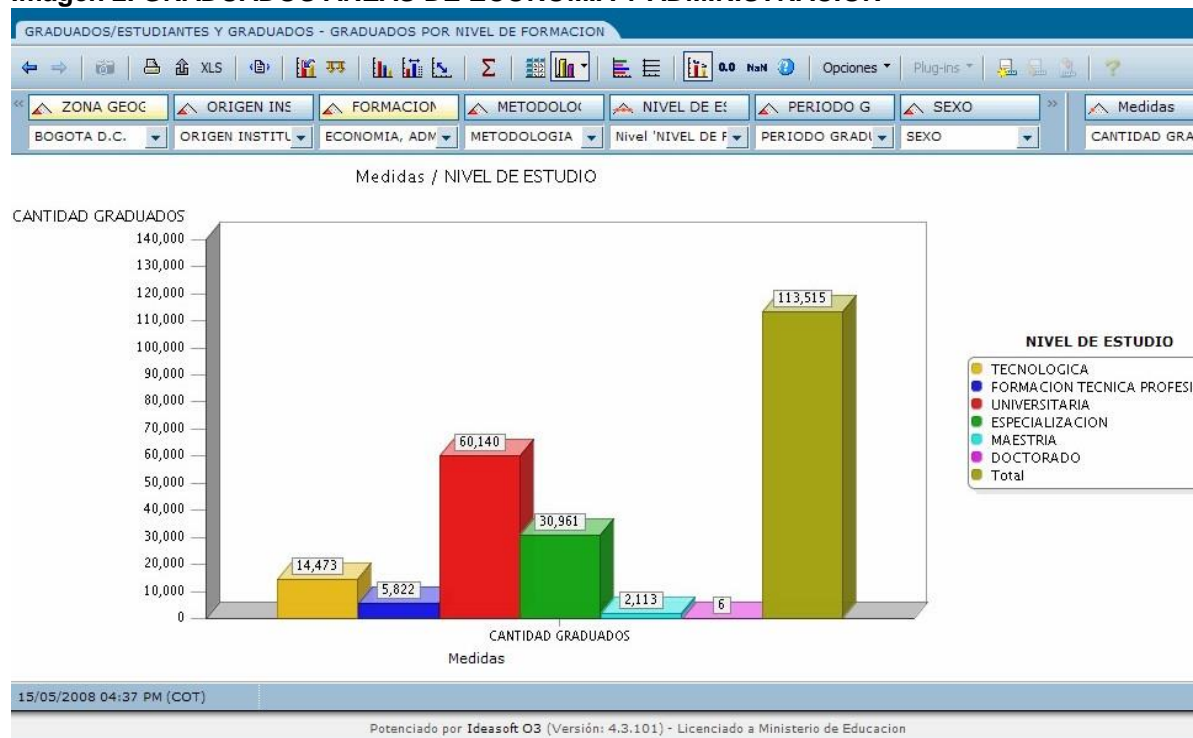 GRADUADOS/ESTUDIANTES Y GRADUADOS - GRADUADOS POR NIVEL DE FORMACION
XLS Σ 0.0 NaN Opciones Plug-ins ?
ZONA GEOG ORIGEN INS FORMACION METODOLO NIVEL DE ES PERIODO G SEXO Medidas
BOGOTA D.C. ORIGEN INSTITU ECONOMIA, ADM METODOLOGIA Nivel 'NIVEL DE F PERIODO GRADU SEXO CANTIDAD GRA
Medidas / NIVEL DE ESTUDIO
CANTIDAD GRADUADOS
140,000
130,000
120,000
110,000
100,000
90,000
80,000
70,000
60,000
50,000
40,000
30,000
20,000
10,000
0
14,473
5,822
60,140
30,961
2,113
6
113,515
CANTIDAD GRADUADOS
Medidas
NIVEL DE ESTUDIO
TECNOLOGICA
FORMACION TECNICA PROFESI
UNIVERSITARIA
ESPECIALIZACION
MAESTRIA
DOCTORADO
Total
15/05/2008 04:37 PM (COT)
Potenciado por Ideasoft O3 (Versión: 4.3.101) - Licenciado a Ministerio de Educacion